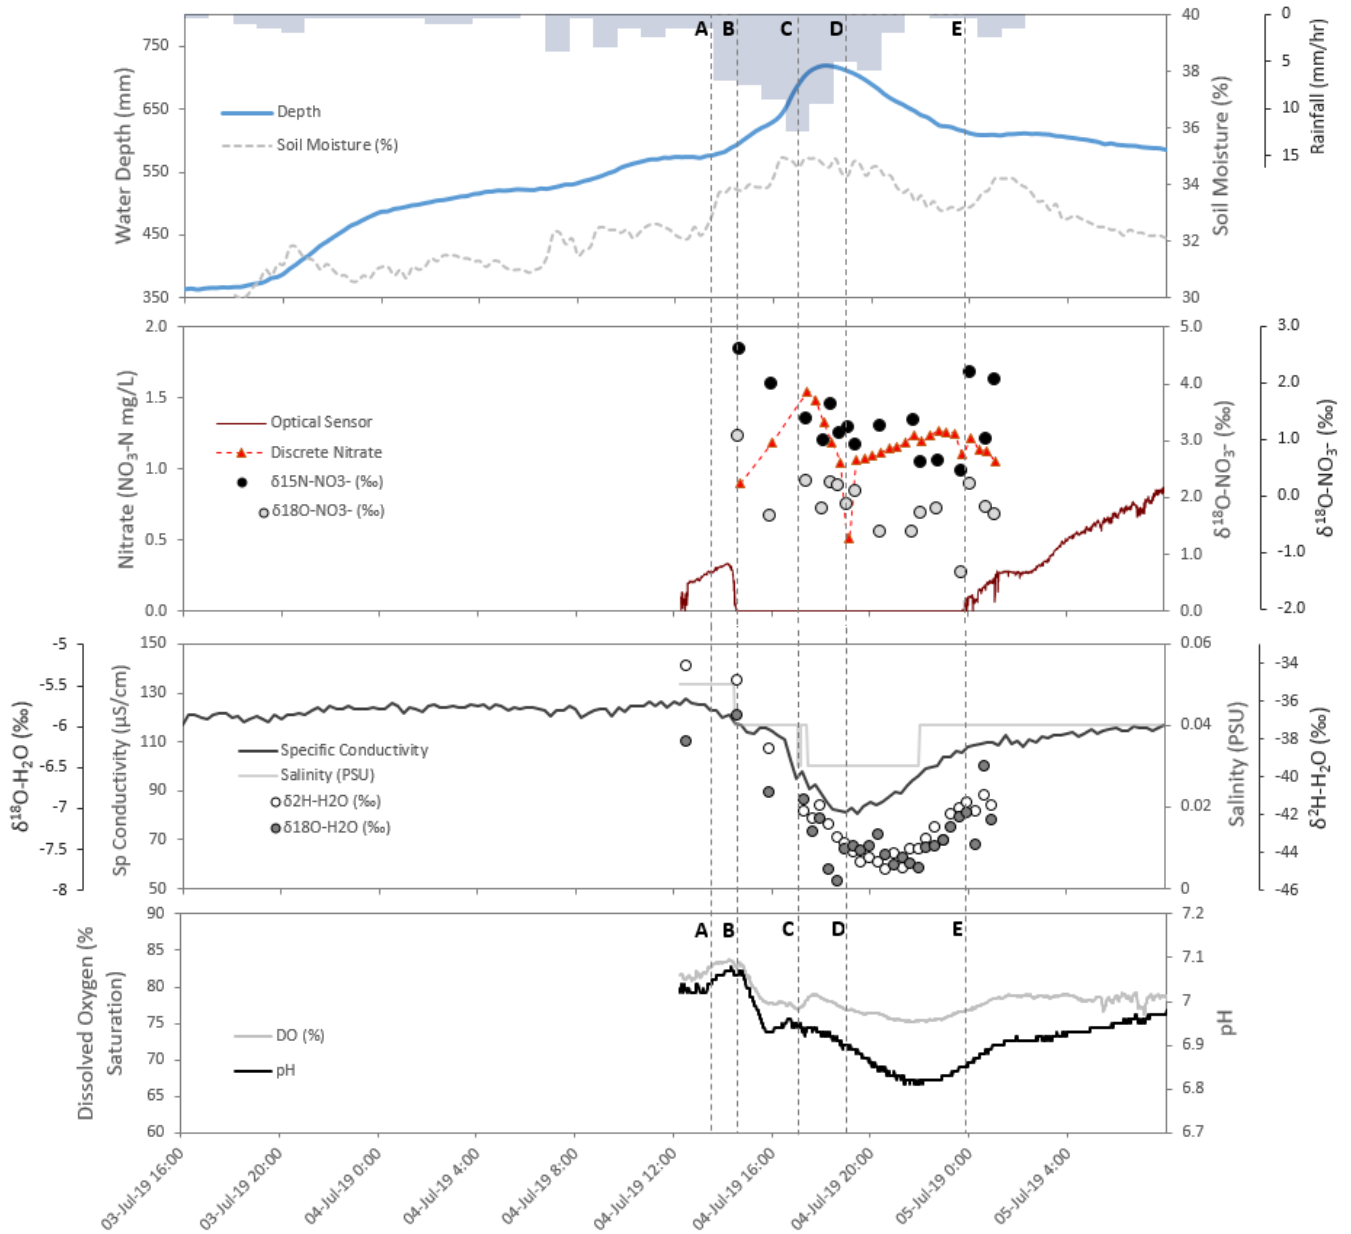 A B C D E
750
650
550
450
350
Water Depth (mm)
Depth
Soil Moisture (%)
40
38
36
34
32
30
Soil Moisture (%)
0
5
10
15
Rainfall (mm/hr)
2.0
1.5
1.0
0.5
0.0
Nitrate (NO3-N mg/L)
Optical Sensor
Discrete Nitrate
δ15N-NO3- (‰)
δ18O-NO3- (‰)
5.0
4.0
3.0
2.0
1.0
0.0
δ18O-NO3- (‰)
3.0
2.0
1.0
0.0
-1.0
-2.0
δ18O-NO3- (‰)
-5
-5.5
-6
-6.5
-7
-7.5
-8
δ18O-H2O (‰)
150
130
110
90
70
50
Sp Conductivity (µS/cm)
Specific Conductivity
Salinity (PSU)
δ2H-H2O (‰)
δ18O-H2O (‰)
0.06
0.04
0.02
0
Salinity (PSU)
-34
-36
-38
-40
-42
-44
-46
δ2H-H2O (‰)
A B C D E
90
85
80
75
70
65
60
Dissolved Oxygen (%
Saturation)
DO (%)
pH
7.2
7.1
7
6.9
6.8
6.7
pH
03-Jul-19 16:00
03-Jul-19 20:00
04-Jul-19 0:00
04-Jul-19 4:00
04-Jul-19 8:00
04-Jul-19 12:00
04-Jul-19 16:00
04-Jul-19 20:00
05-Jul-19 0:00
05-Jul-19 4:00